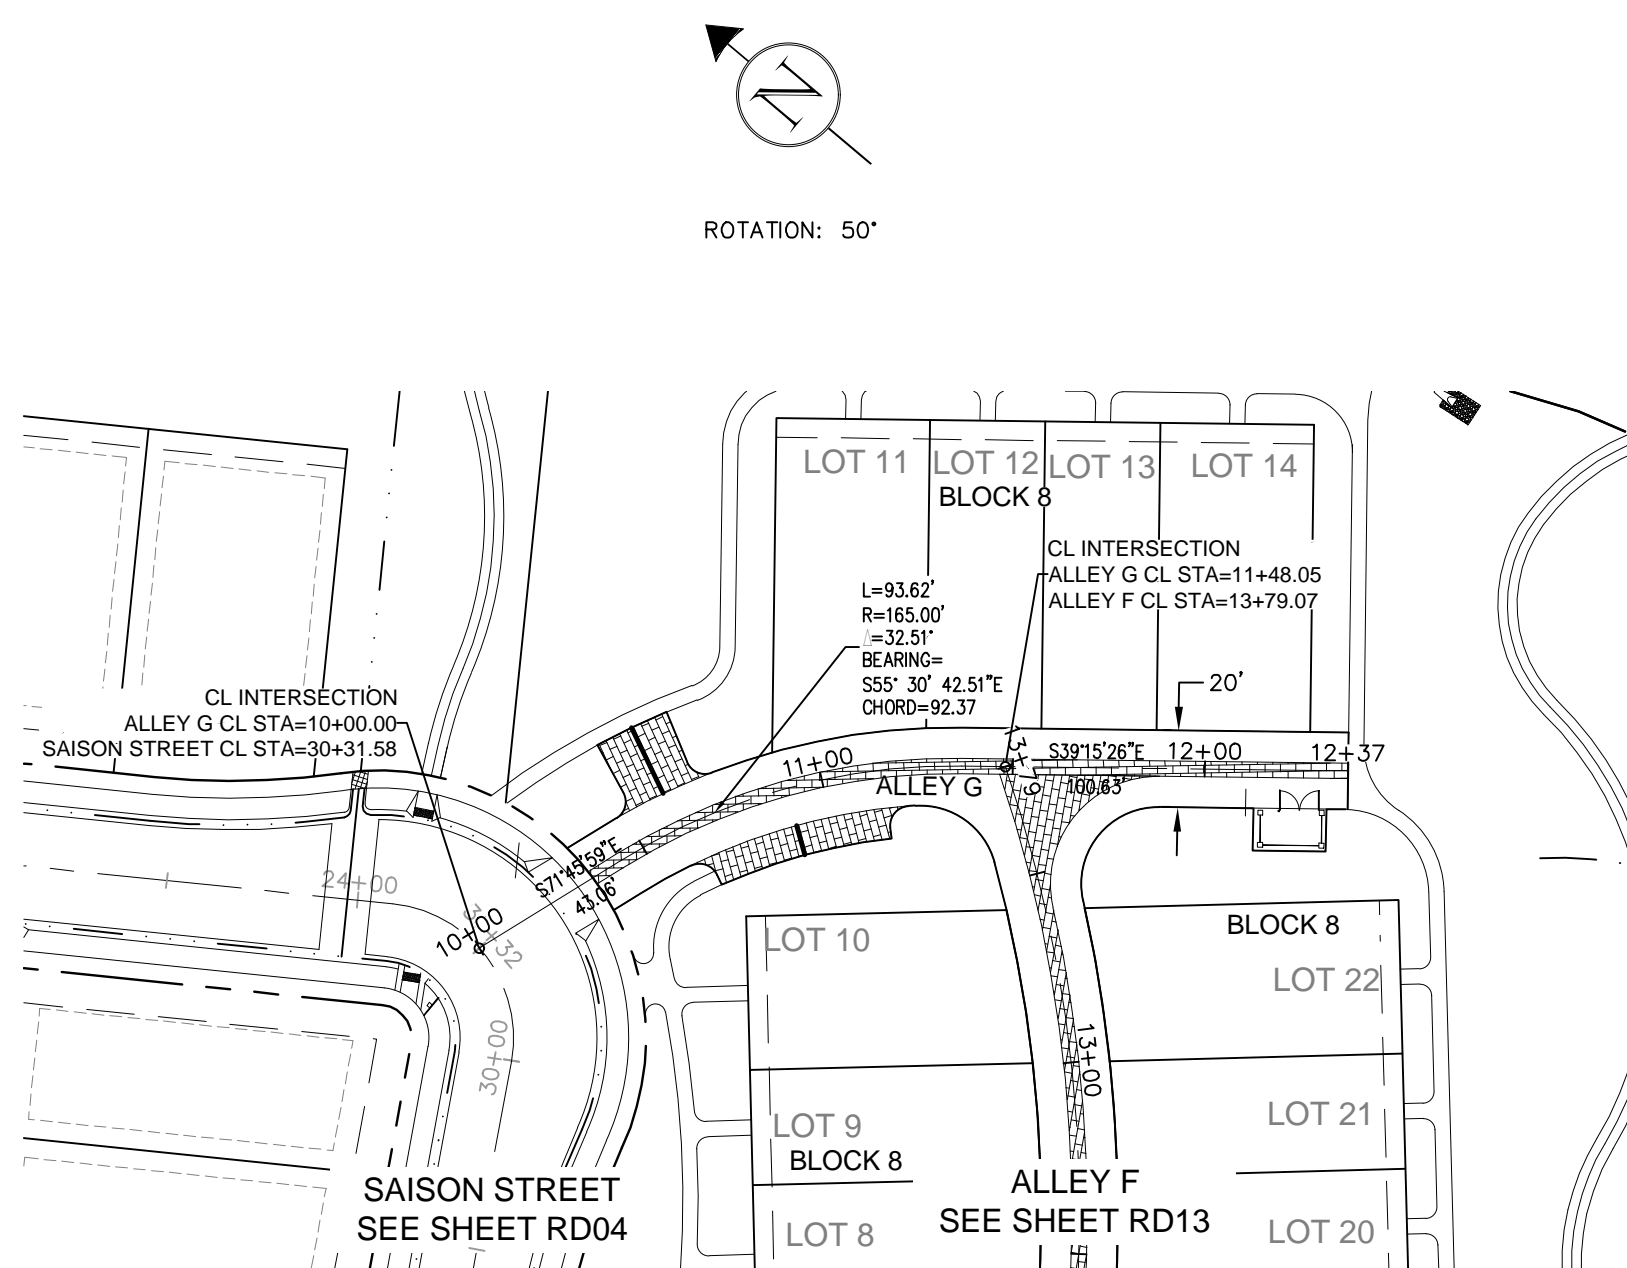 N
ROTATION: 50°
LOT 11
LOT 12
LOT 13
LOT 14
BLOCK 8
CL INTERSECTION
ALLEY G CL STA=11+48.05
ALLEY F CL STA=13+79.07
L=93.62'
R=165.00'
Δ=32.51°
BEARING=
S55° 30' 42.51"E
CHORD=92.37
CL INTERSECTION
ALLEY G CL STA=10+00.00
SAISON STREET CL STA=30+31.58
20'
11+00
13+79
S39°15'26"E
100.63'
12+00
12+37
ALLEY G
S71°45'59"E
43.06'
24+00
10+00
30+00
LOT 10
BLOCK 8
LOT 22
13+00
LOT 9
BLOCK 8
LOT 21
SAISON STREET
SEE SHEET RD04
ALLEY F
SEE SHEET RD13
LOT 8
LOT 20